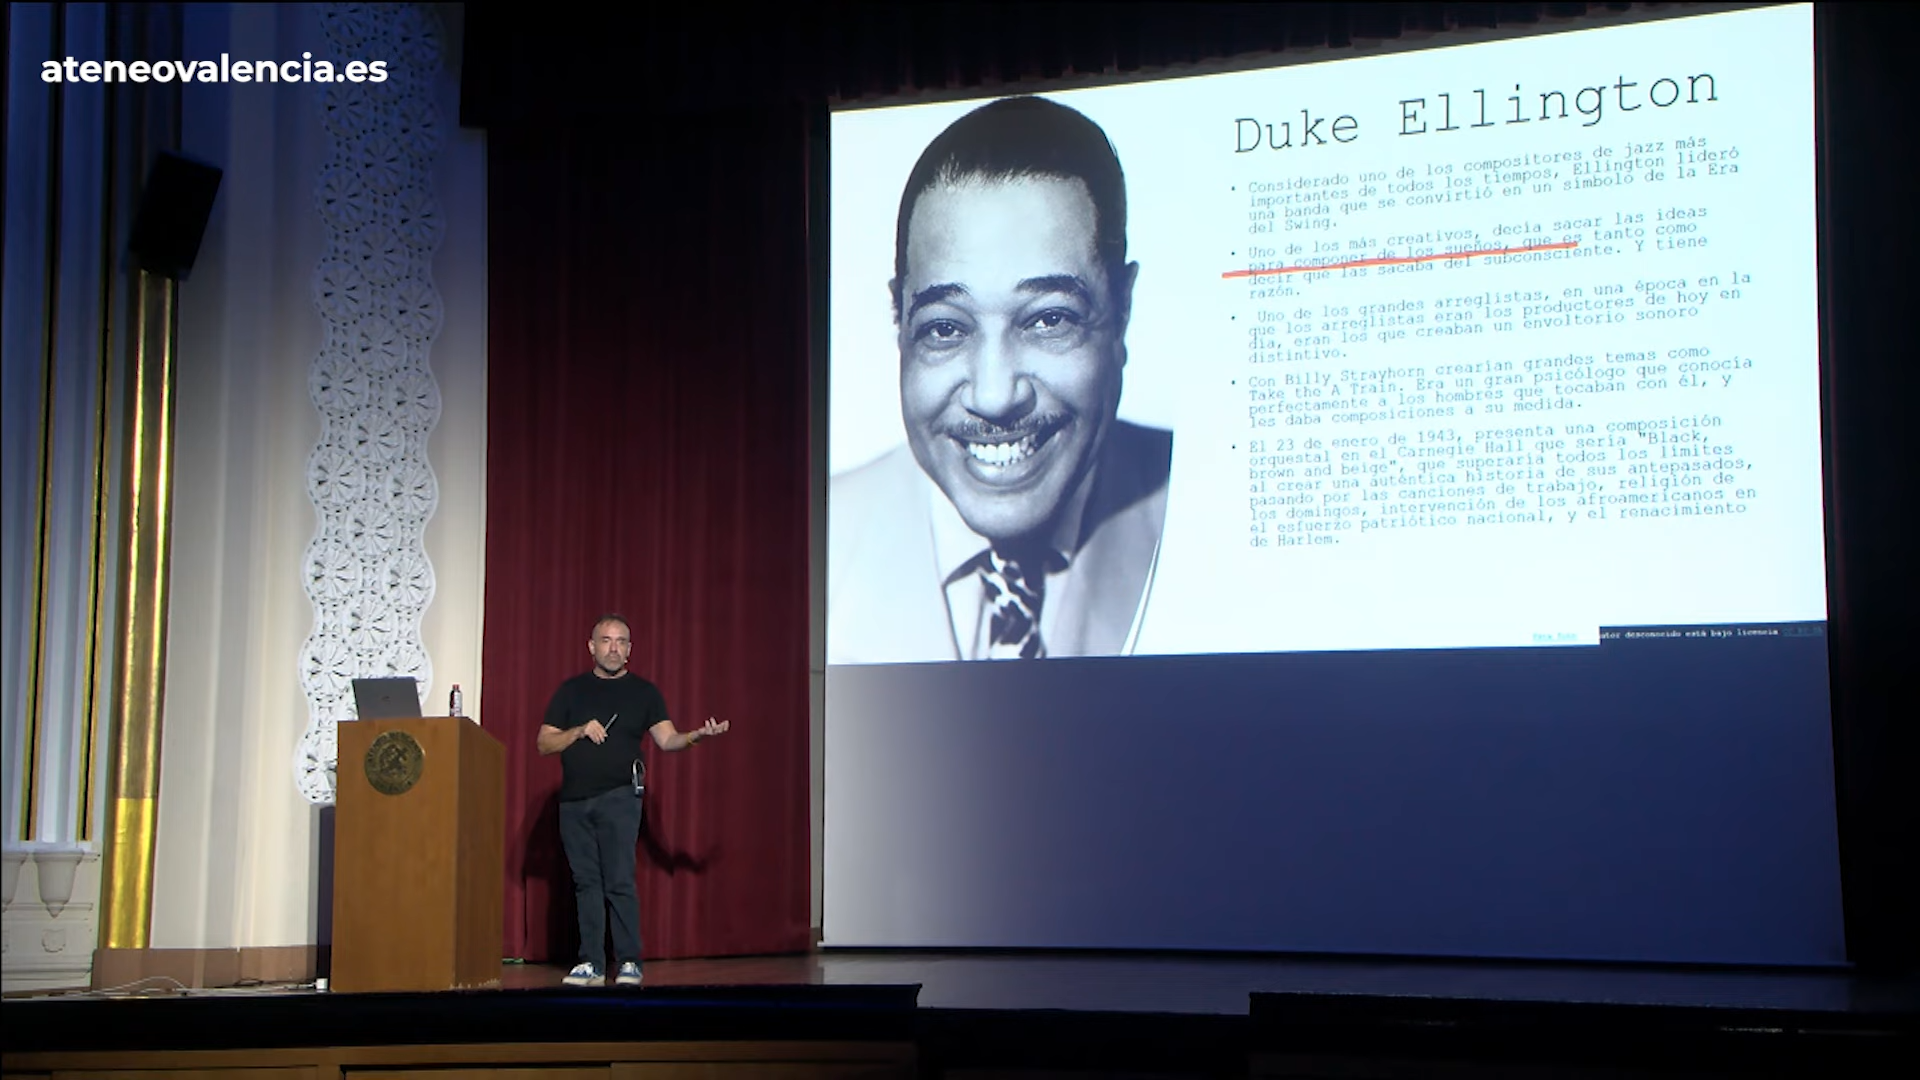 ateneovalencia.es
Duke Ellington
• Considerado uno de los compositores de jazz más
importantes de todos los tiempos, Ellington lideró
una banda que se convirtió en un símbolo de la Era
del Swing.
• Uno de los más creativos, decia sacar las ideas
para componer de los sueños, que es tanto como
decir que las sacaba del subconsciente. Y tiene
razón.
• Uno de los grandes arreglistas, en una época en la
que los arreglistas eran los productores de hoy en
día, eran los que creaban un envoltorio sonoro
distintivo.
• Con Billy Strayhorn crearían grandes temas como
Take the A Train. Era un gran psicólogo que conocía
perfectamente a los hombres que tocaban con él, y
les daba composiciones a su medida.
• El 23 de enero de 1943, presenta una composición
orquestal en el Carnegie Hall que sería "Black,
brown and beige", que superaría todos los límites
al crear una auténtica historia de sus antepasados,
pasando por las canciones de trabajo, religión de
los domingos, intervención de los afroamericanos en
el esfuerzo patriótico nacional, y el renacimiento
de Harlem.
autor desconocido está bajo licencia